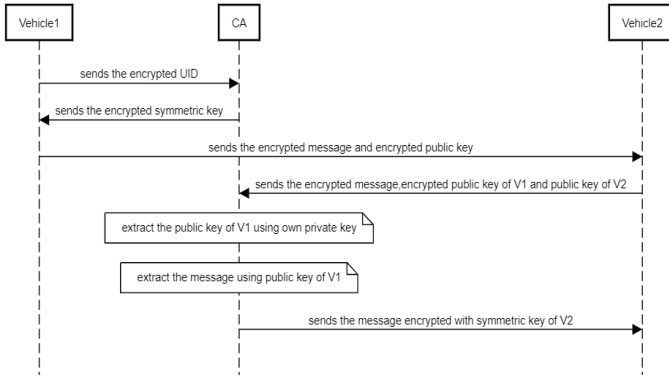 Vehicle1 CA Vehicle2
sends the encrypted UID
sends the encrypted symmetric key
sends the encrypted message and encrypted public key
sends the encrypted message,encrypted public key of V1 and public key of V2
extract the public key of V1 using own private key
extract the message using public key of V1
sends the message encrypted with symmetric key of V2